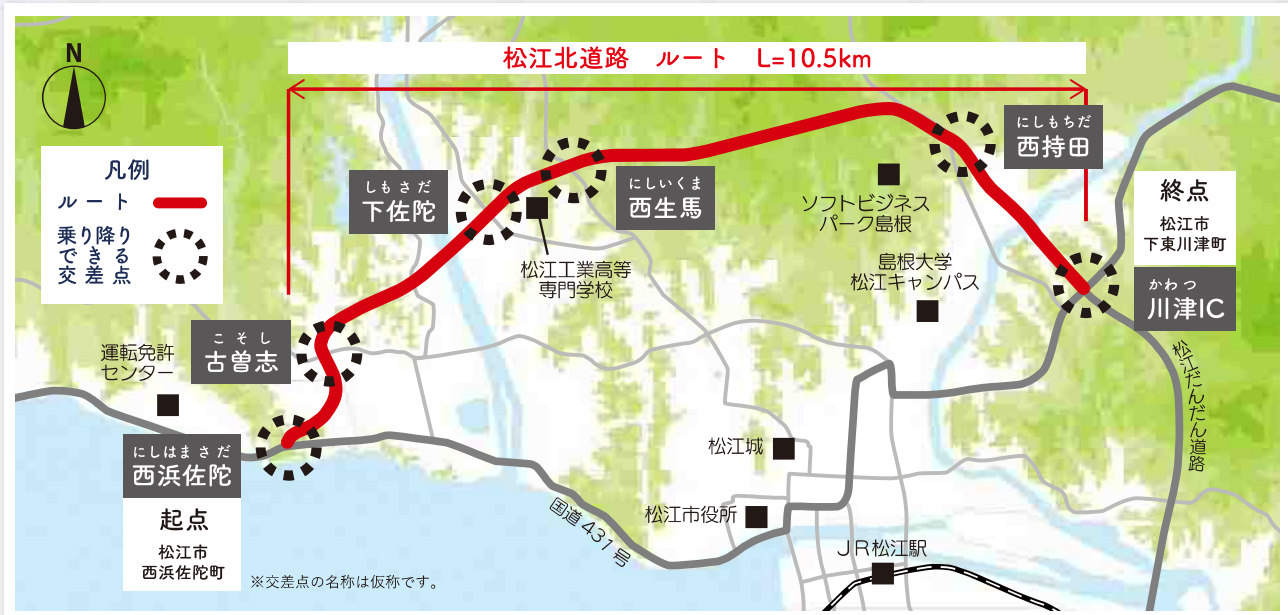 松江北道路 ルート L=10.5km
N
凡例
ルート
乗り降り
できる
交差点
にしもちだ
西持田
しもさだ
下佐陀
にしいくま
西生馬
ソフトビジネス
パーク島根
終点
松江市
下東川津町
かわつ
川津IC
松江工業高等
専門学校
島根大学
松江キャンパス
こそし
古曽志
運転免許
センター
松江だんだん道路
にしはまさだ
西浜佐陀
起点
松江市
西浜佐陀町
松江城
国道431号
松江市役所
JR松江駅
※交差点の名称は仮称です。